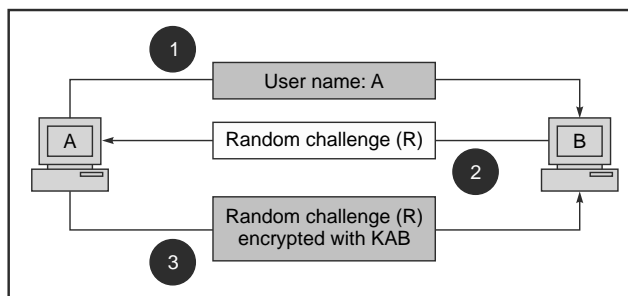 1
User name: A
A
Random challenge (R)
B
2
Random challenge (R)
encrypted with KAB
3